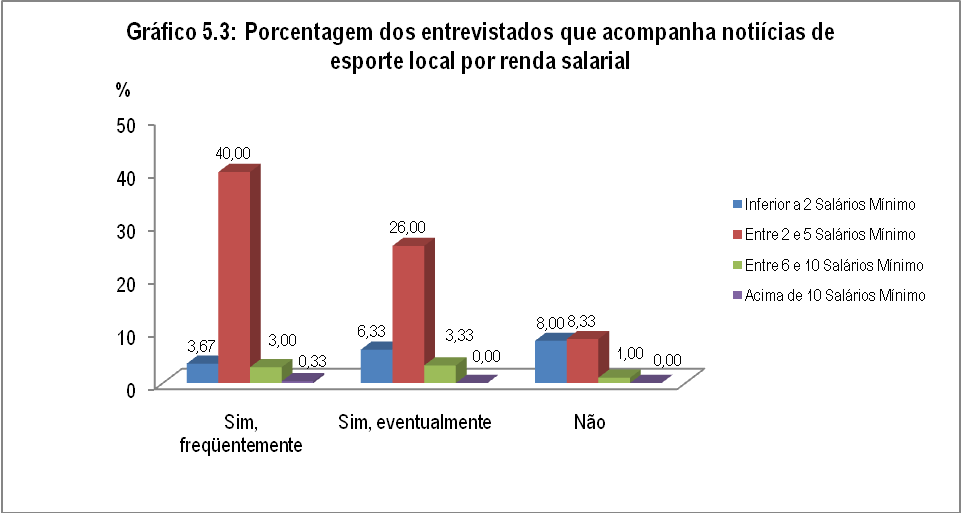 Gráfico 5.3: Porcentagem dos entrevistados que acompanha notiícias de
esporte local por renda salarial
%
50
40
30
20
10
0
40,00
3,67
3,00
0,33
26,00
6,33
3,33
0,00
8,00
8,33
1,00
0,00
Sim,
freqüentemente
Sim, eventualmente
Não
Inferior a 2 Salários Mínimo
Entre 2 e 5 Salários Mínimo
Entre 6 e 10 Salários Mínimo
Acima de 10 Salários Mínimo